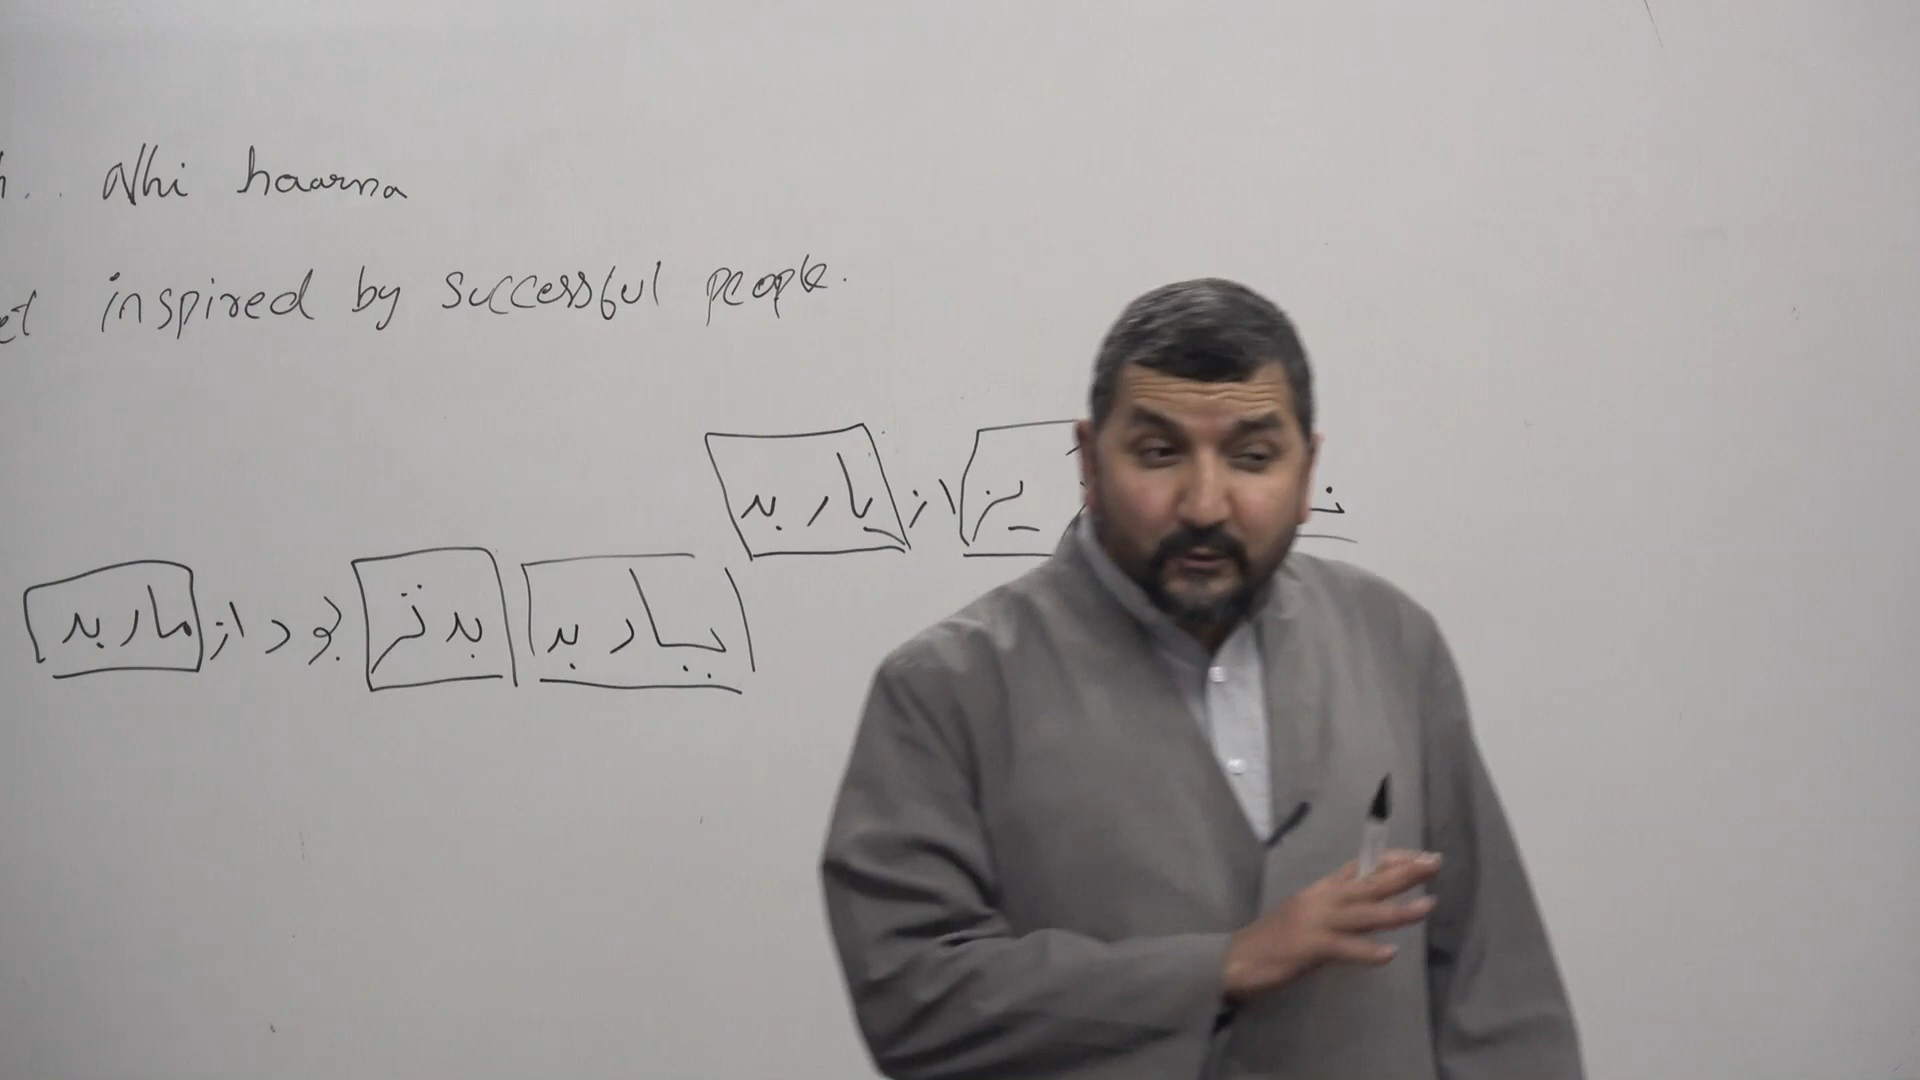 Nhi haarna
inspired by successful people.
از یار بد
یار بد بدتر بود از مار بد